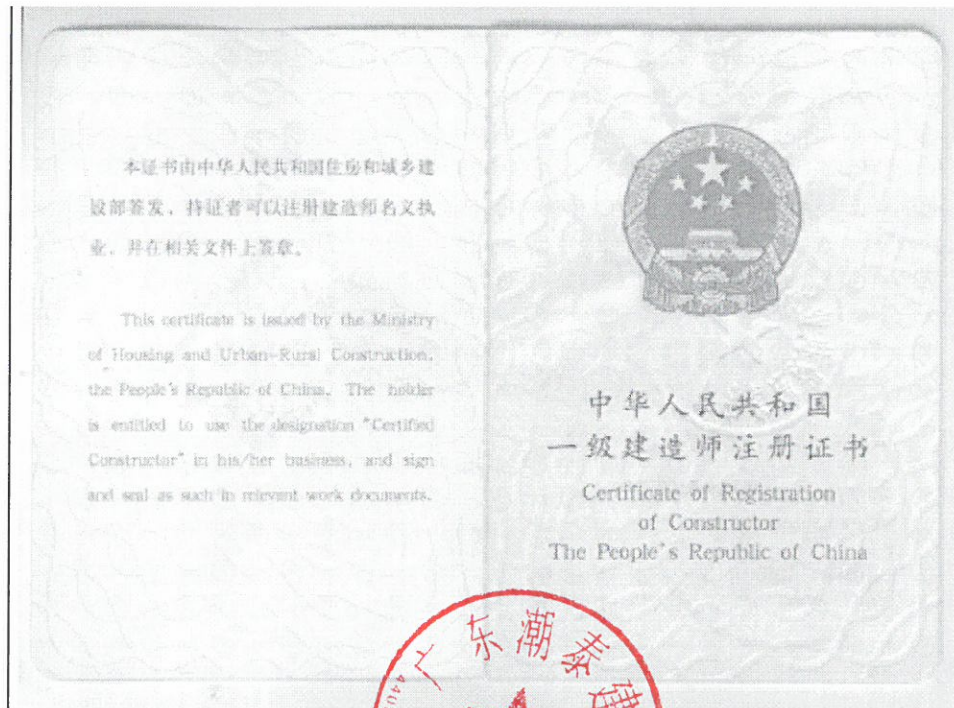 本证书由中华人民共和国住房和城乡建
设部签发，持证者可以注册建造师名义执
业，并在相关文件上签章。
This certificate is issued by the Ministry
of Housing and Urban-Rural Construction,
the People's Republic of China. The holder
is entitled to use the designation "Certified
Constructor" in his/her business, and sign
and seal as such in relevant work documents.
中华人民共和国
一级建造师注册证书
Certificate of Registration
of Constructor
The People's Republic of China
广东潮泰建
440